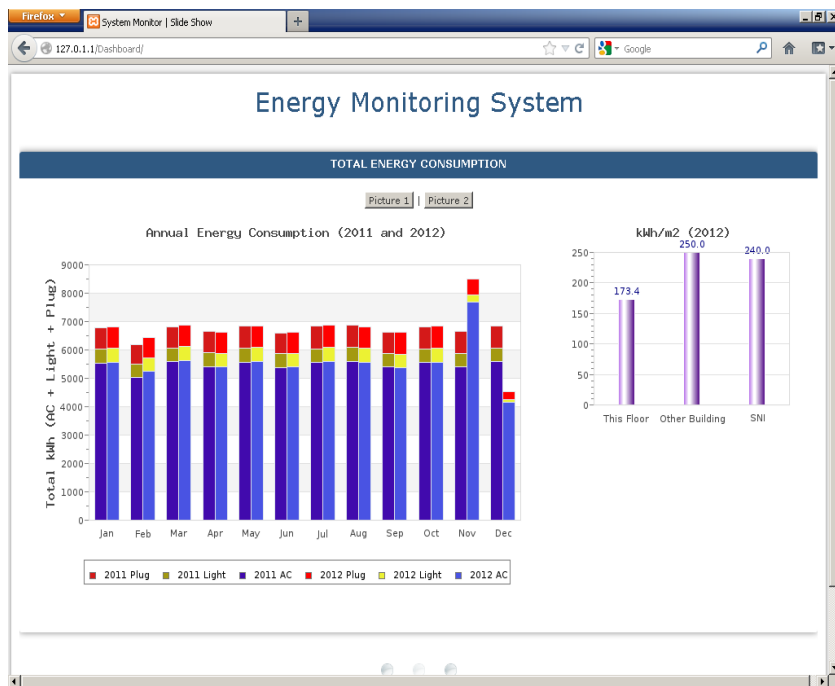 Firefox
System Monitor | Slide Show
127.0.1.1/Dashboard/
Google
Energy Monitoring System
TOTAL ENERGY CONSUMPTION
Picture 1 | Picture 2
Annual Energy Consumption (2011 and 2012)
Total kWh (AC + Light + Plug)
9000
8000
7000
6000
5000
4000
3000
2000
1000
0
Jan Feb Mar Apr May Jun Jul Aug Sep Oct Nov Dec
2011 Plug 2011 Light 2011 AC 2012 Plug 2012 Light 2012 AC
kWh/m2 (2012)
250
200
150
100
50
0
173.4 250.0 240.0
This Floor Other Building SNI